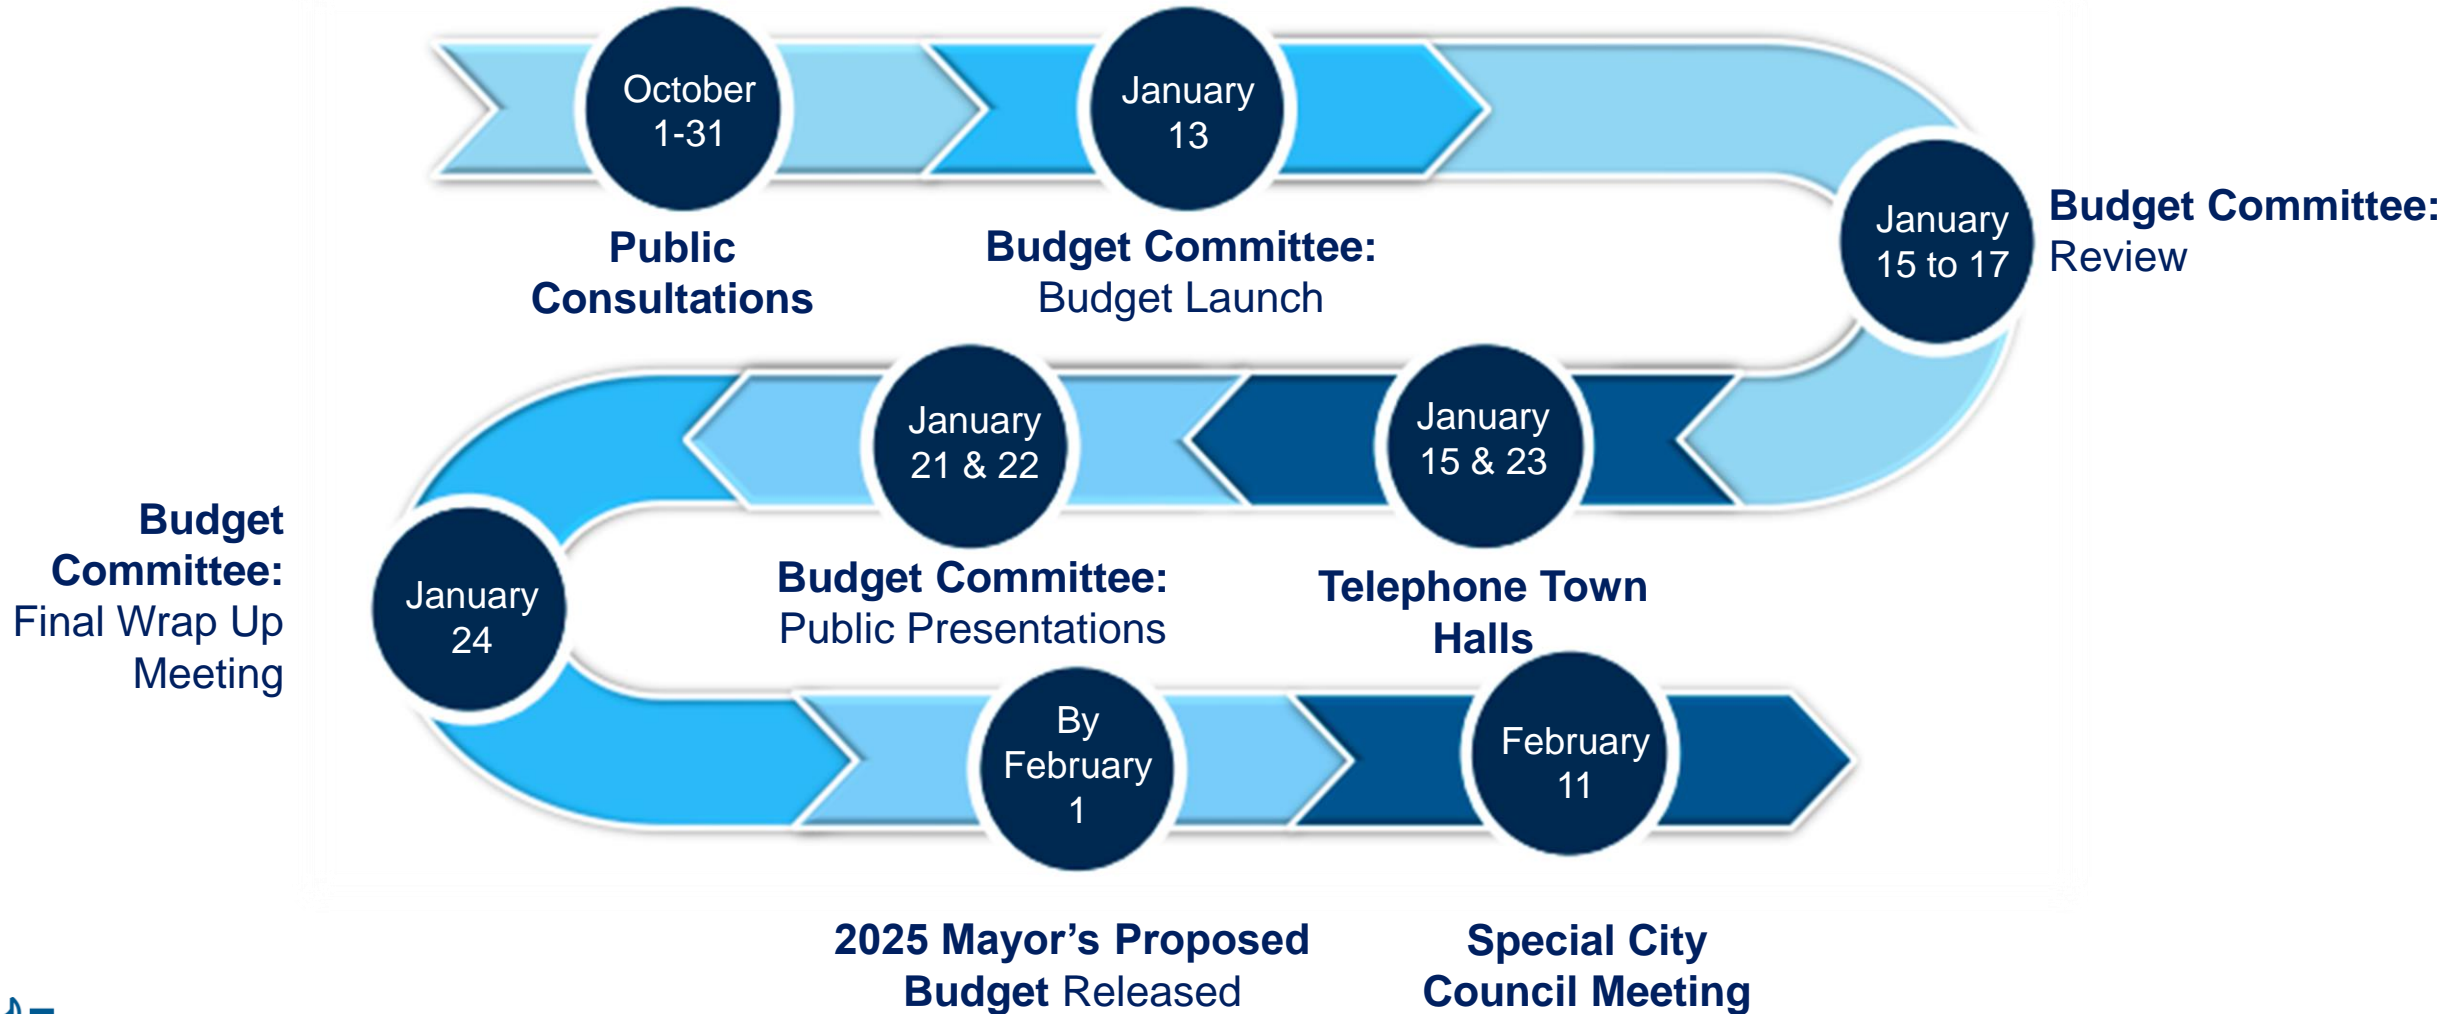 October
1-31
Public
Consultations
January
13
Budget Committee:
Budget Launch
January
15 to 17
Budget Committee:
Review
January
15 & 23
Telephone Town
Halls
January
21 & 22
Budget Committee:
Public Presentations
January
24
Budget
Committee:
Final Wrap Up
Meeting
By
February
1
2025 Mayor’s Proposed
Budget Released
February
11
Special City
Council Meeting